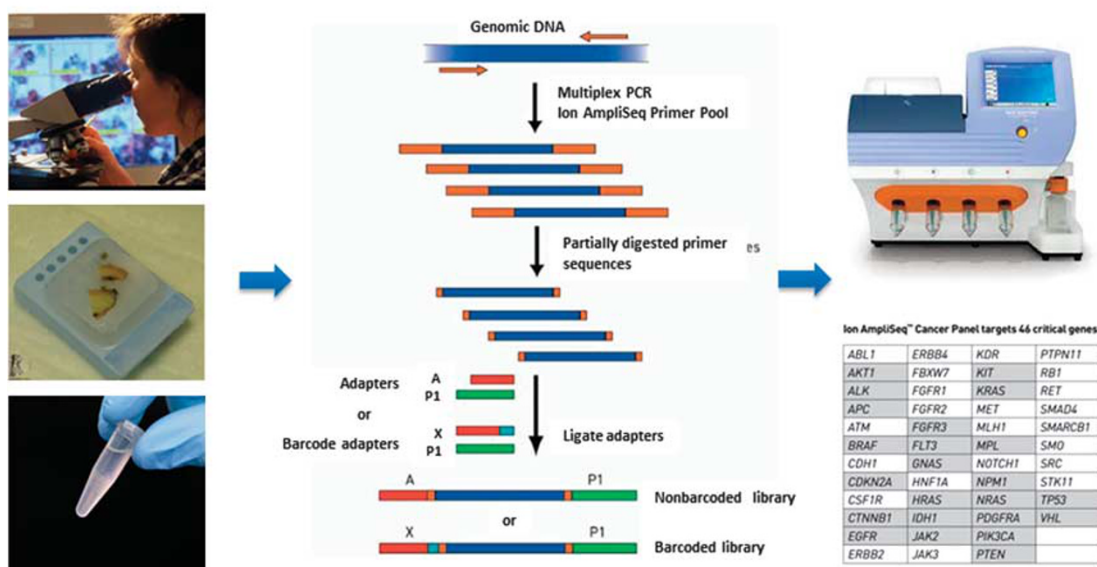 Genomic DNA
Multiplex PCR
Ion AmpliSeq Primer Pool
Partially digested primer
es
sequences
Adapters
A
P1
or
X
Barcode adapters
P1
Ligate adapters
A
P1
Nonbarcoded library
or
X
P1
Barcoded library
Ion AmpliSeq™ Cancer Panel targets 46 critical genes
ABL1 ERBB4 KDR PTPN11
AKT1 FBXW7 KIT RB1
ALK FGFR1 KRAS RET
APC FGFR2 MET SMAD4
ATM FGFR3 MLH1 SMARCB1
BRAF FLT3 MPL SMO
CDH1 GNAS NOTCH1 SRC
CDKN2A HNF1A NPM1 STK11
CSF1R HRAS NRAS TP53
CTNNB1 IDH1 PDGFRA VHL
EGFR JAK2 PIK3CA
ERBB2 JAK3 PTEN